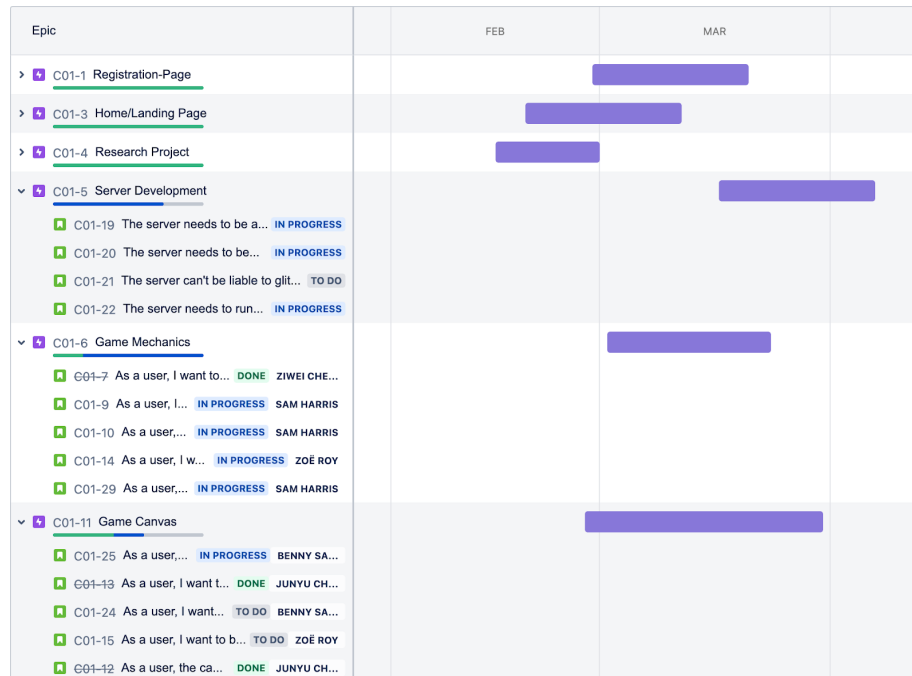 Epic FEB MAR
C01-1 Registration-Page
C01-3 Home/Landing Page
C01-4 Research Project
C01-5 Server Development
C01-19 The server needs to be a... IN PROGRESS
C01-20 The server needs to be... IN PROGRESS
C01-21 The server can't be liable to glit... TO DO
C01-22 The server needs to run... IN PROGRESS
C01-6 Game Mechanics
C01-7 As a user, I want to... DONE ZIWEI CHE...
C01-9 As a user, I... IN PROGRESS SAM HARRIS
C01-10 As a user,... IN PROGRESS SAM HARRIS
C01-14 As a user, I w... IN PROGRESS ZOË ROY
C01-29 As a user,... IN PROGRESS SAM HARRIS
C01-11 Game Canvas
C01-25 As a user,... IN PROGRESS BENNY SA...
C01-13 As a user, I want t... DONE JUNYU CH...
C01-24 As a user, I want... TO DO BENNY SA...
C01-15 As a user, I want to b... TO DO ZOË ROY
C01-12 As a user, the ca... DONE JUNYU CH...